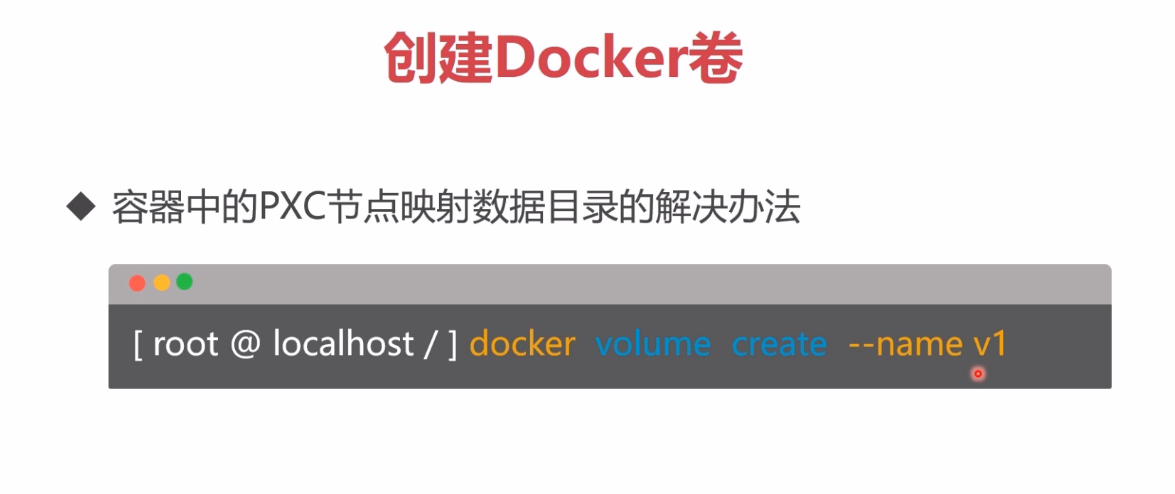 创建Docker卷
◆ 容器中的PXC节点映射数据目录的解决办法
[ root @ localhost / ] docker volume create --name v1